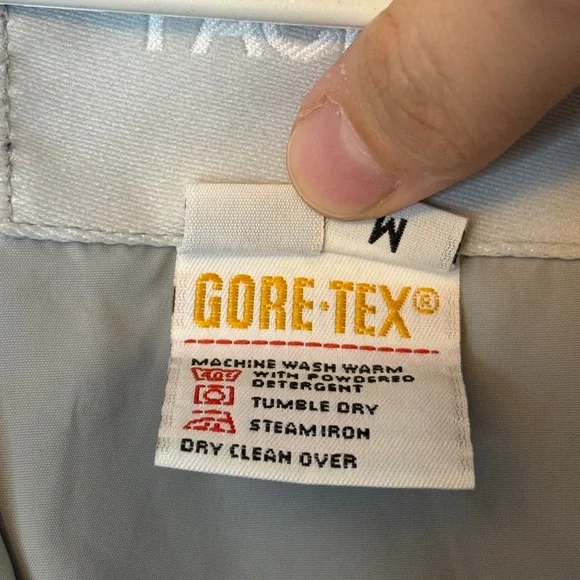 M
GORE-TEX®
MACHINE WASH WARM
WITH POWDERED
DETERGENT
TUMBLE DRY
STEAM IRON
DRY CLEAN OVER